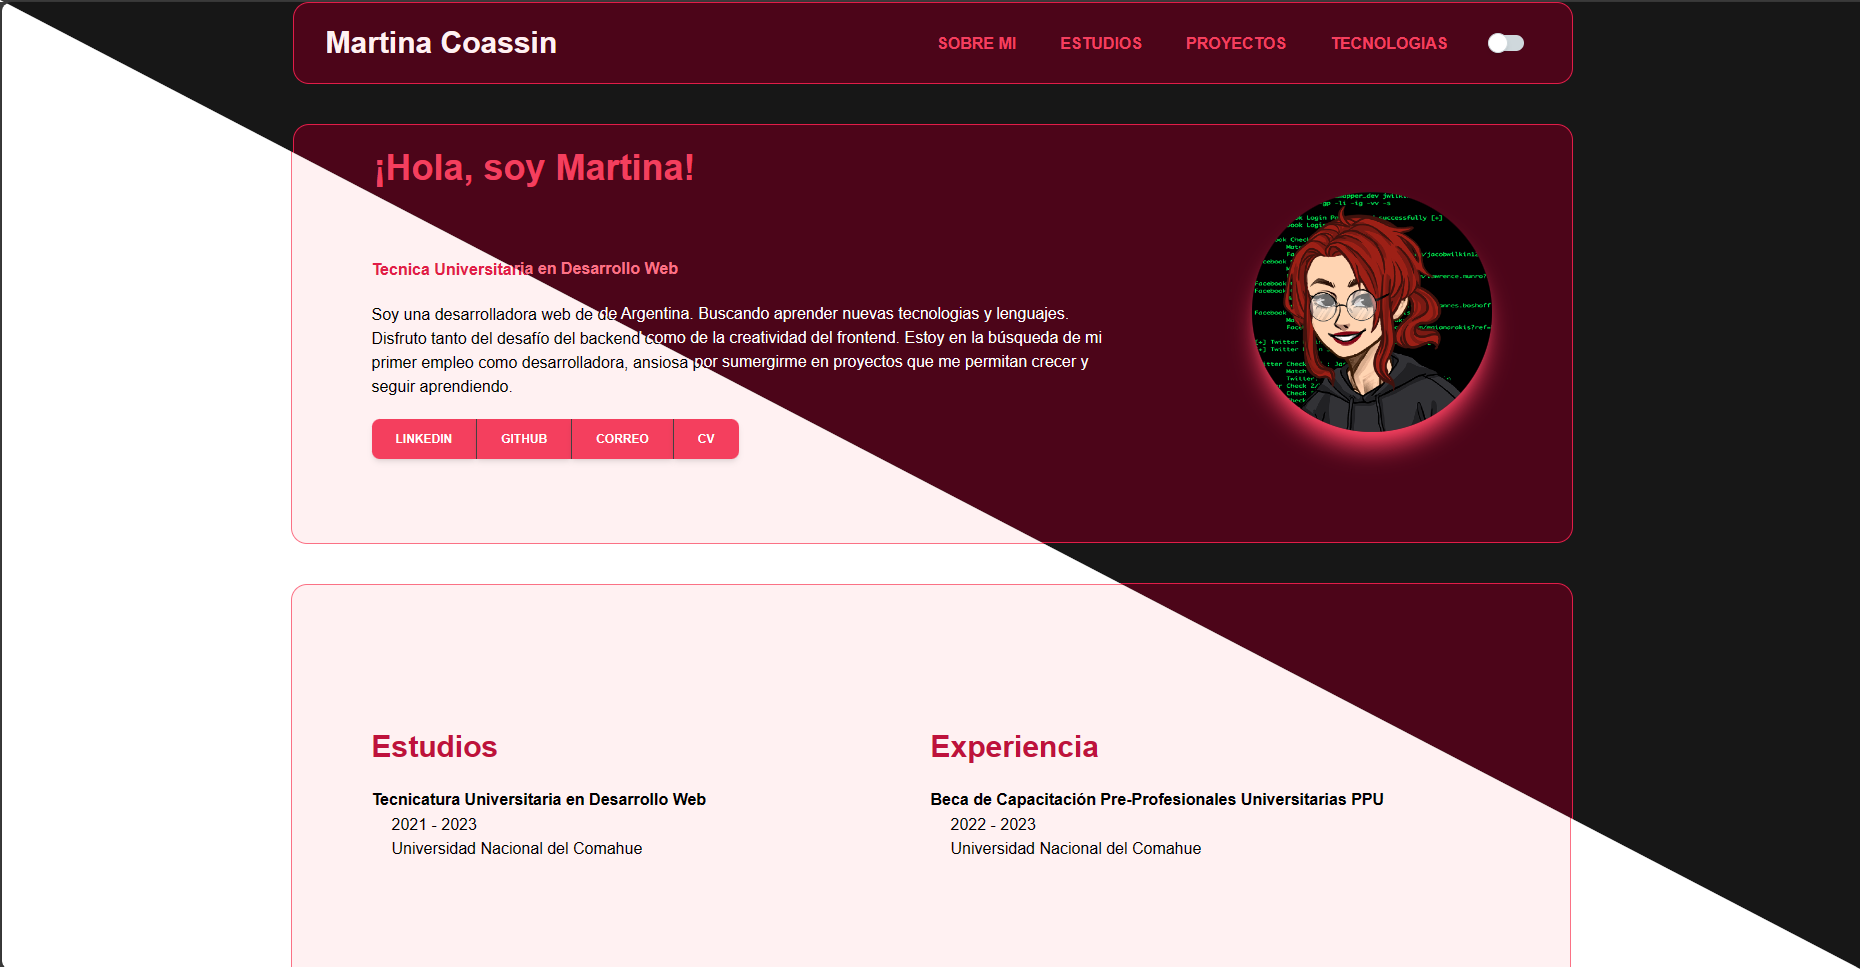 Martina Coassin
SOBRE MI
ESTUDIOS
PROYECTOS
TECNOLOGIAS
¡Hola, soy Martina!
Tecnica Universitaria en Desarrollo Web
Soy una desarrolladora web de de Argentina. Buscando aprender nuevas tecnologias y lenguajes.
Disfruto tanto del desafío del backend como de la creatividad del frontend. Estoy en la búsqueda de mi
primer empleo como desarrolladora, ansiosa por sumergirme en proyectos que me permitan crecer y
seguir aprendiendo.
LINKEDIN
GITHUB
CORREO
CV
Estudios
Tecnicatura Universitaria en Desarrollo Web
2021 - 2023
Universidad Nacional del Comahue
Experiencia
Beca de Capacitación Pre-Profesionales Universitarias PPU
2022 - 2023
Universidad Nacional del Comahue